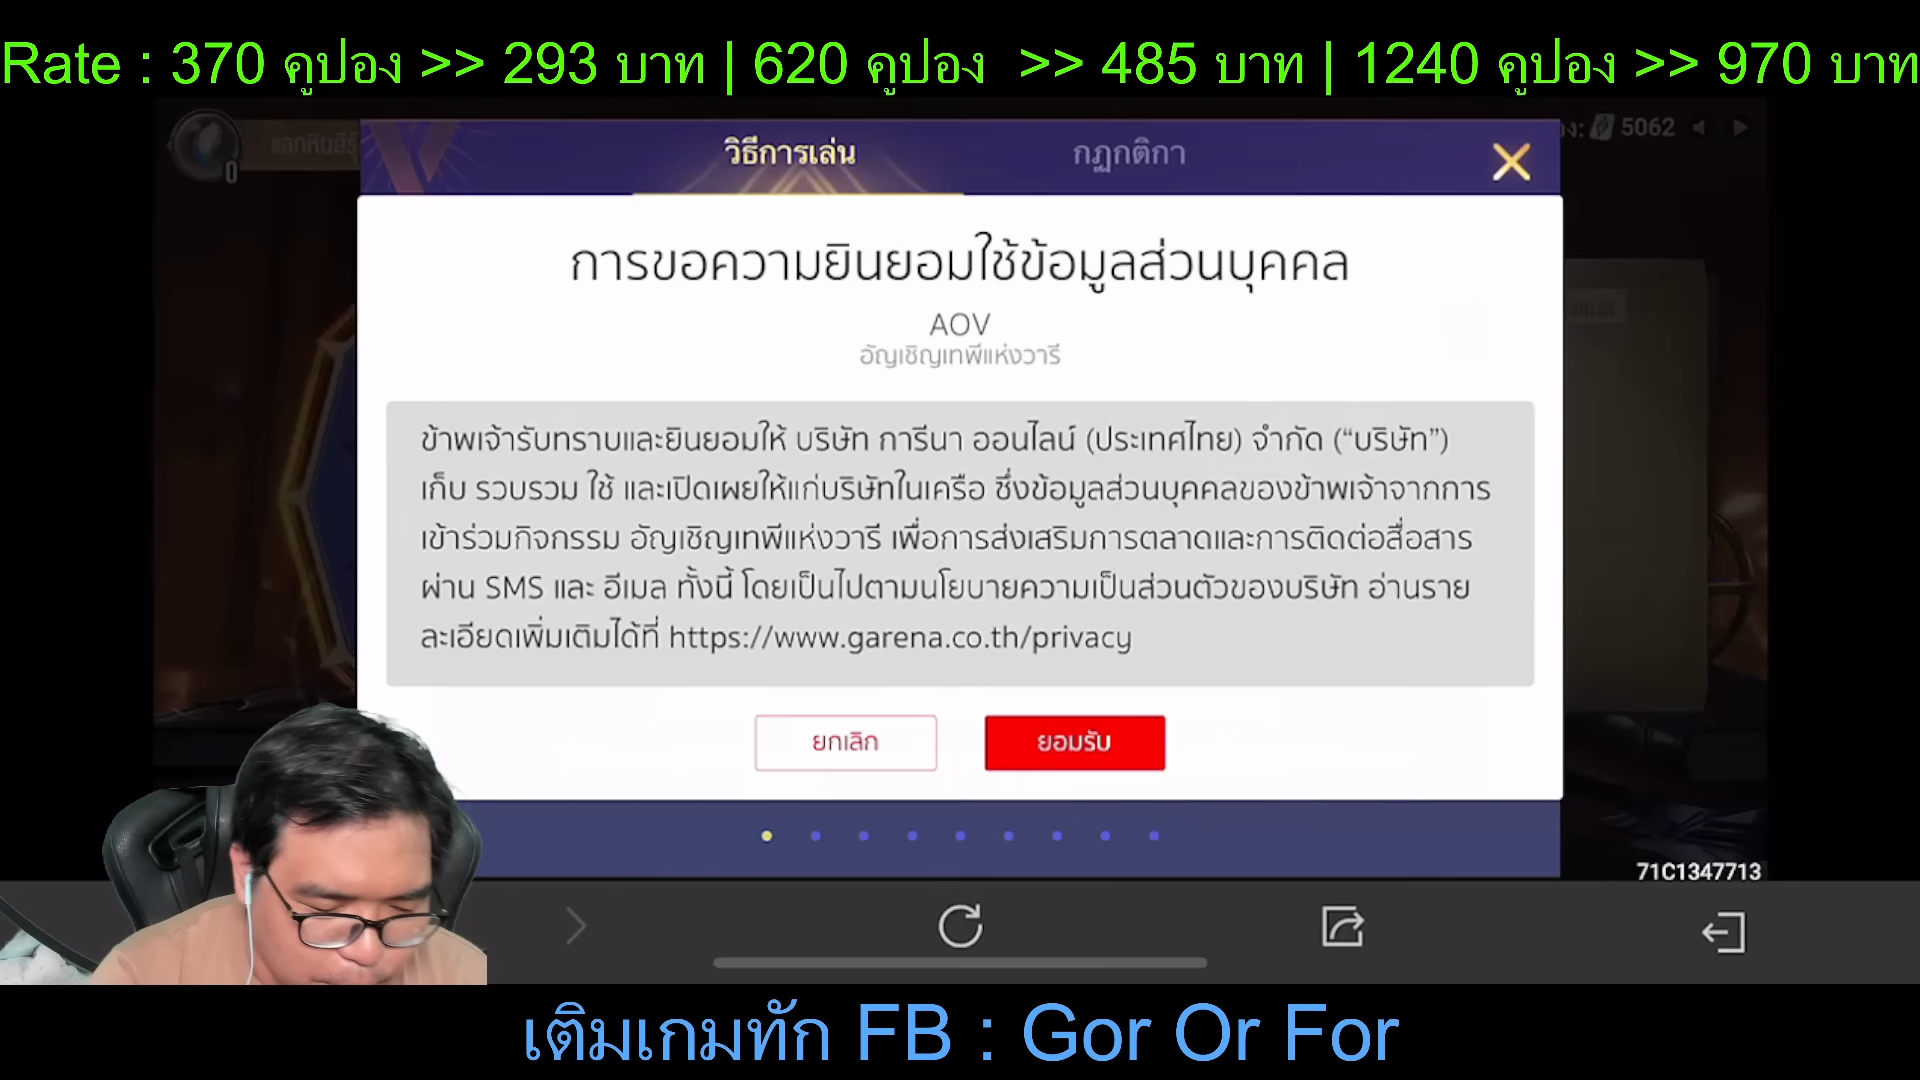 Rate : 370 คูปอง >> 293 บาท | 620 คูปอง >> 485 บาท | 1240 คูปอง >> 970 บาท
0
5062
วิธีการเล่น
กฏกติกา
การขอความยินยอมใช้ข้อมูลส่วนบุคคล
AOV
อัญเชิญเทพีแห่งวารี
ข้าพเจ้ารับทราบและยินยอมให้ บริษัท การีนา ออนไลน์ (ประเทศไทย) จำกัด (“บริษัท”)
เก็บ รวบรวม ใช้ และเปิดเผยให้แก่บริษัทในเครือ ซึ่งข้อมูลส่วนบุคคลของข้าพเจ้าจากการ
เข้าร่วมกิจกรรม อัญเชิญเทพีแห่งวารี เพื่อการส่งเสริมการตลาดและการติดต่อสื่อสาร
ผ่าน SMS และ อีเมล ทั้งนี้ โดยเป็นไปตามนโยบายความเป็นส่วนตัวของบริษัท อ่านราย
ละเอียดเพิ่มเติมได้ที่ https://www.garena.co.th/privacy
ยกเลิก
ยอมรับ
71C1347713
เติมเกมทัก FB : Gor Or For